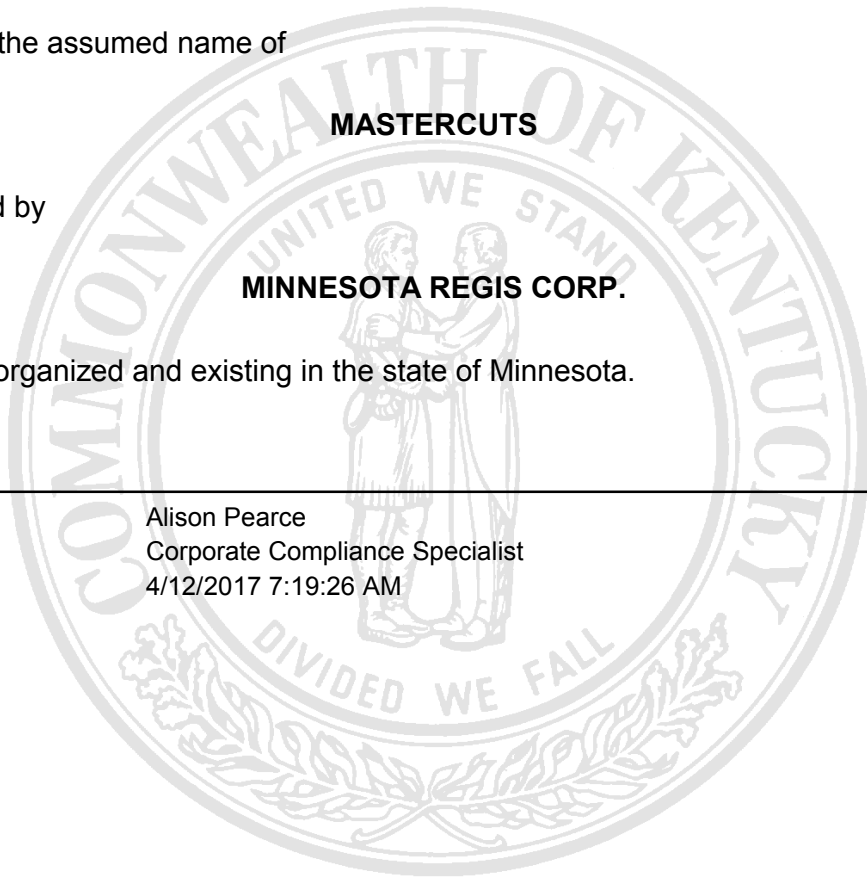 the assumed name of
MASTERCUTS
d by
MINNESOTA REGIS CORP.
organized and existing in the state of Minnesota.
Alison Pearce
Corporate Compliance Specialist
4/12/2017 7:19:26 AM
COMMONWEALTH OF KENTUCKY
UNITED WE STAND
DIVIDED WE FALL